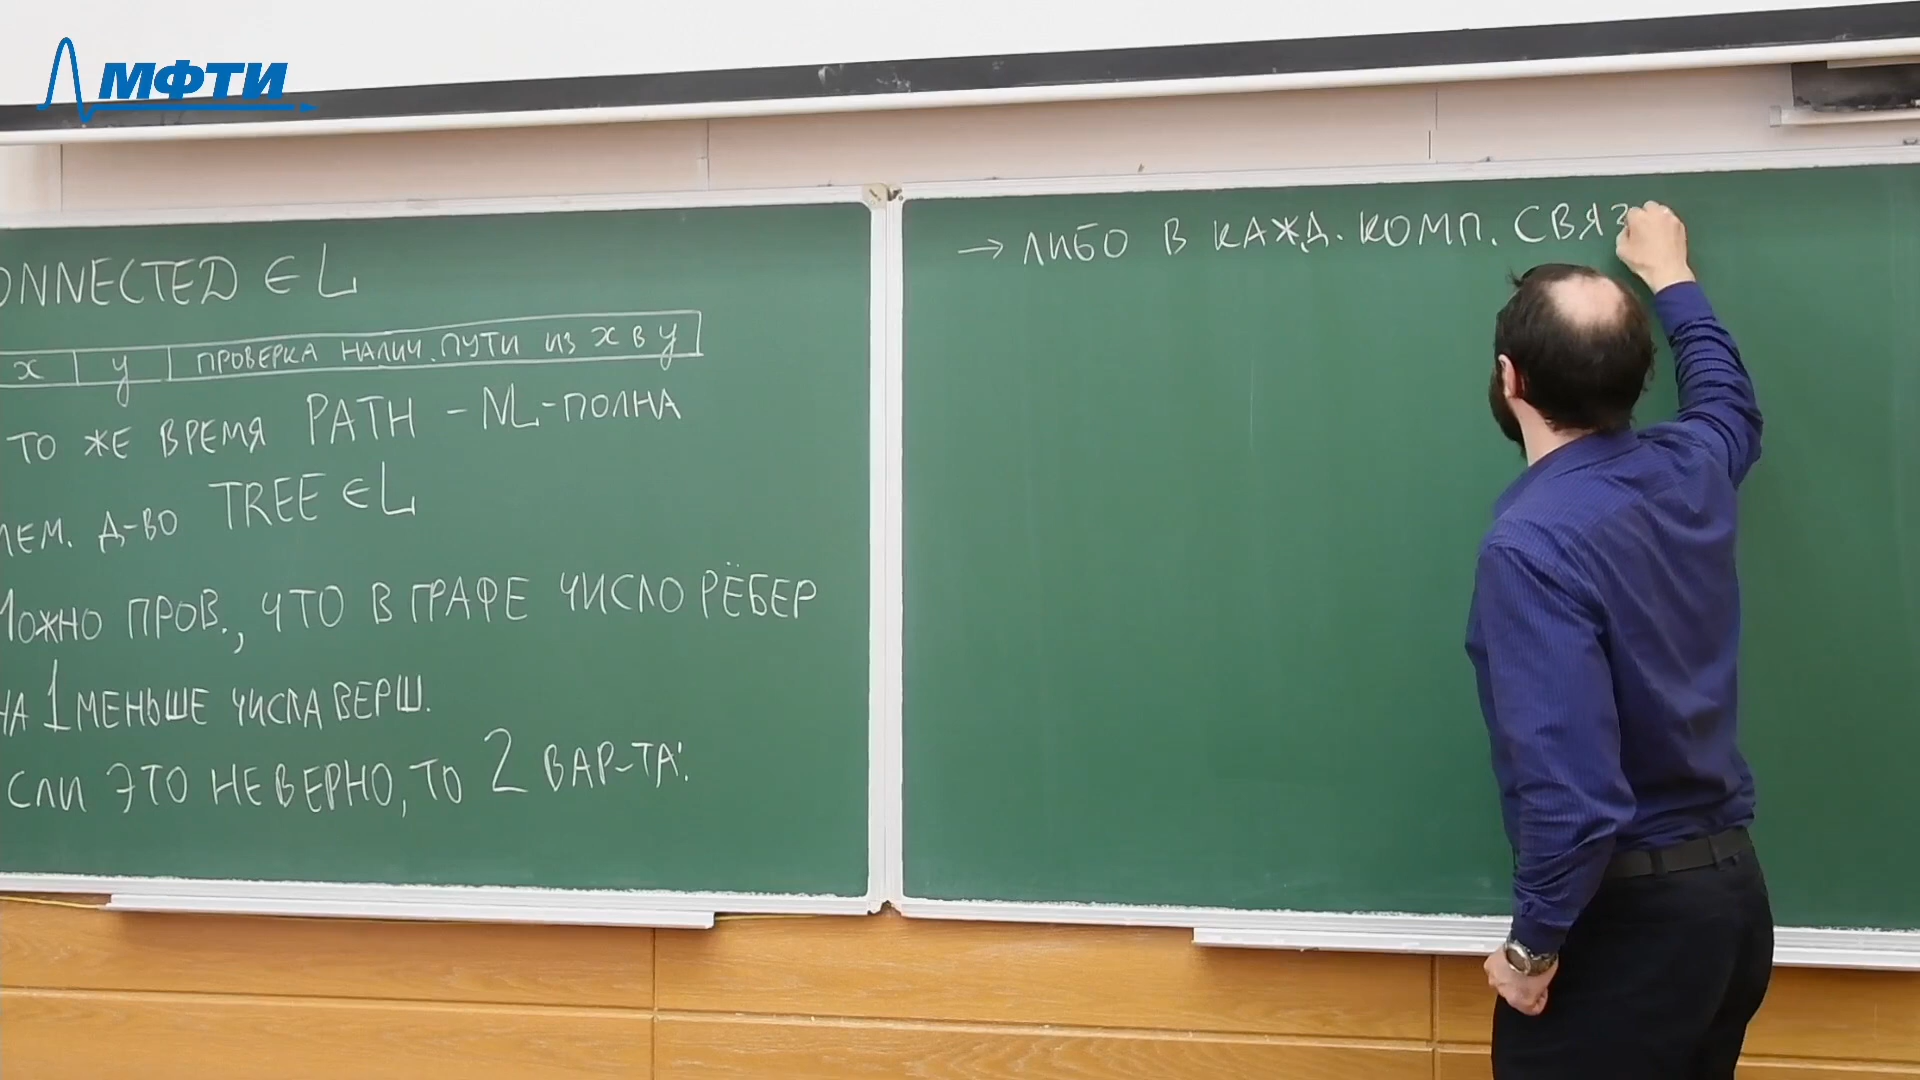 МФТИ
ONNECTED ∈ L
x | y | ПРОВЕРКА НАЛИЧ. ПУТИ ИЗ x В y
ТО ЖЕ ВРЕМЯ PATH - NL-ПОЛНА
ЛЕМ. Д-ВО TREE ∈ L
МОЖНО ПРОВ., ЧТО В ГРАФЕ ЧИСЛО РЁБЕР
НА 1 МЕНЬШЕ ЧИСЛА ВЕРШ.
СЛИ ЭТО НЕВЕРНО, ТО 2 ВАР-ТА:
→ ЛИБО В КАЖД. КОМП. СВЯЗ